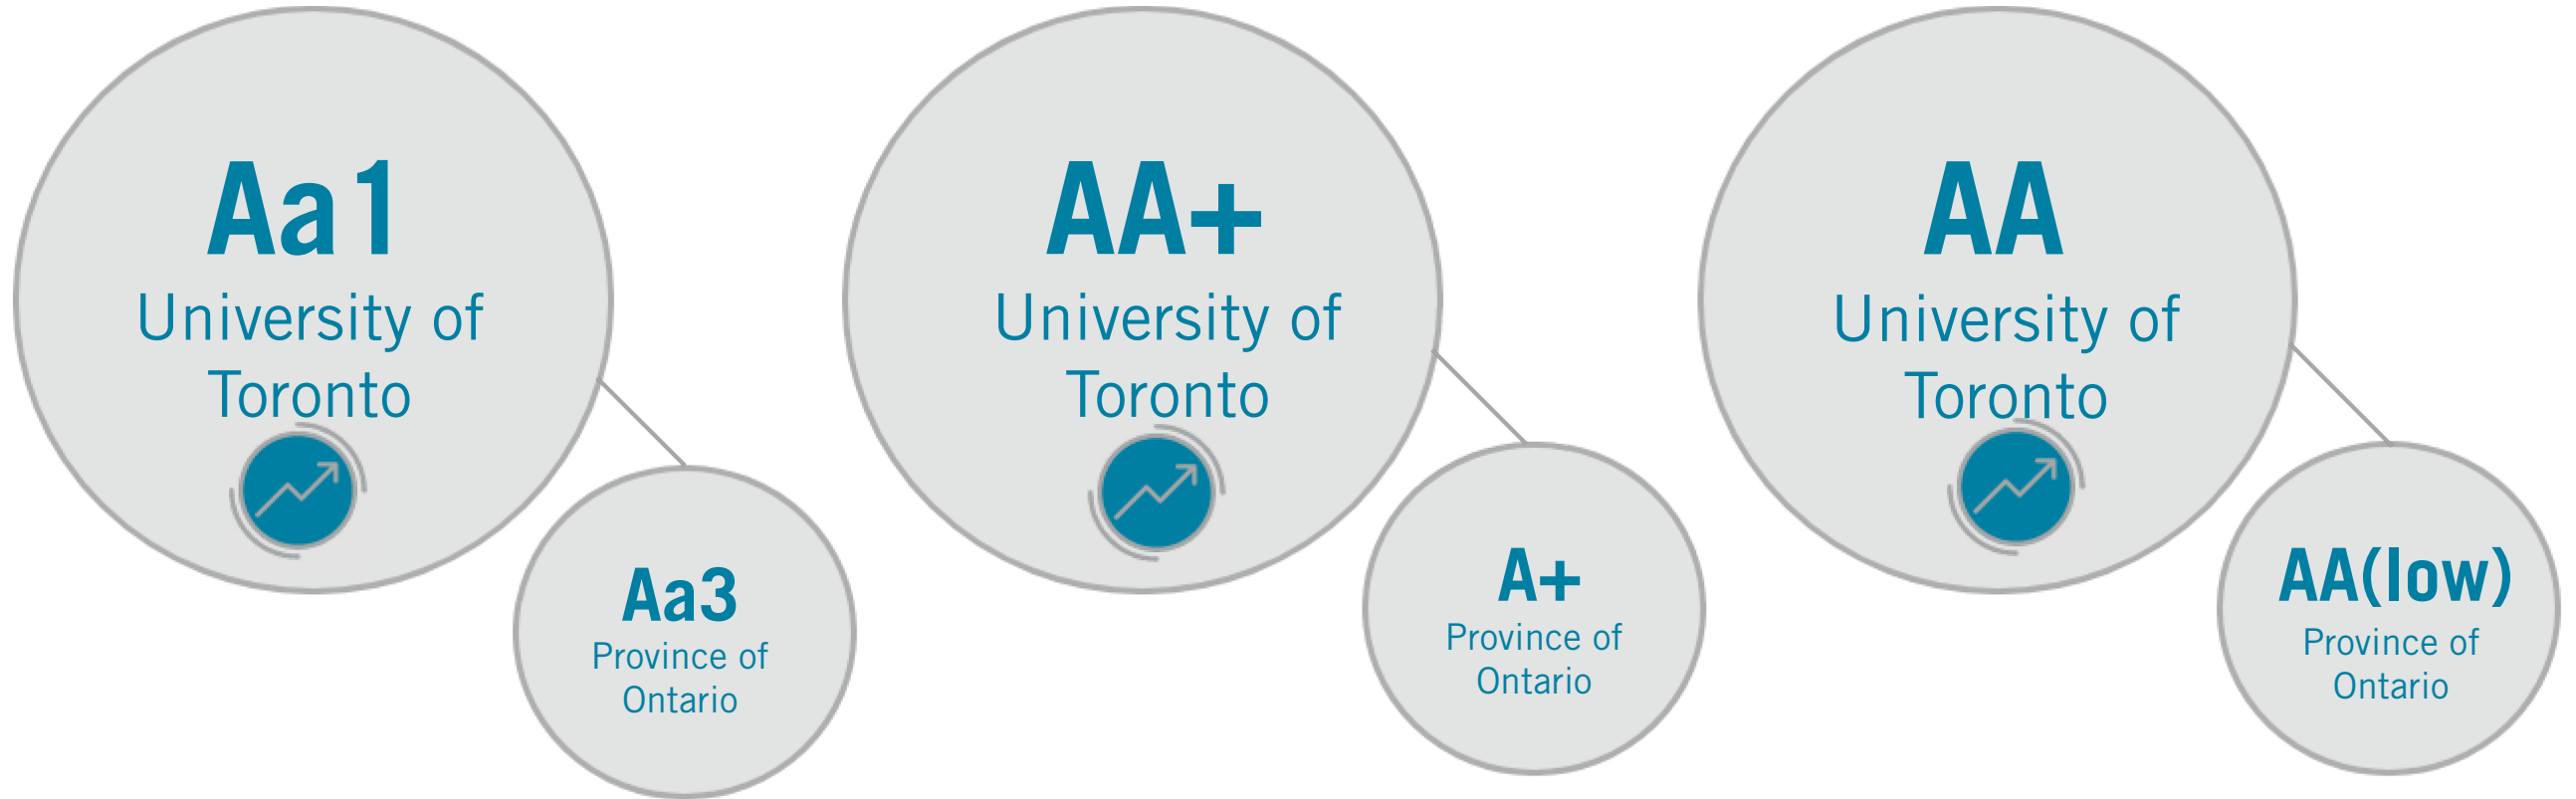 Aa1
University of
Toronto
Aa3
Province of
Ontario
AA+
University of
Toronto
A+
Province of
Ontario
AA
University of
Toronto
AA(low)
Province of
Ontario